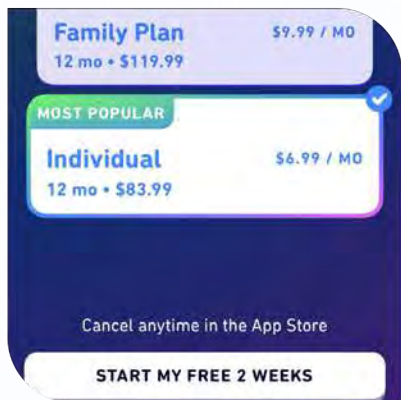 Family Plan $9.99 / MO
12 mo • $119.99
MOST POPULAR
Individual $6.99 / MO
12 mo • $83.99
Cancel anytime in the App Store
START MY FREE 2 WEEKS